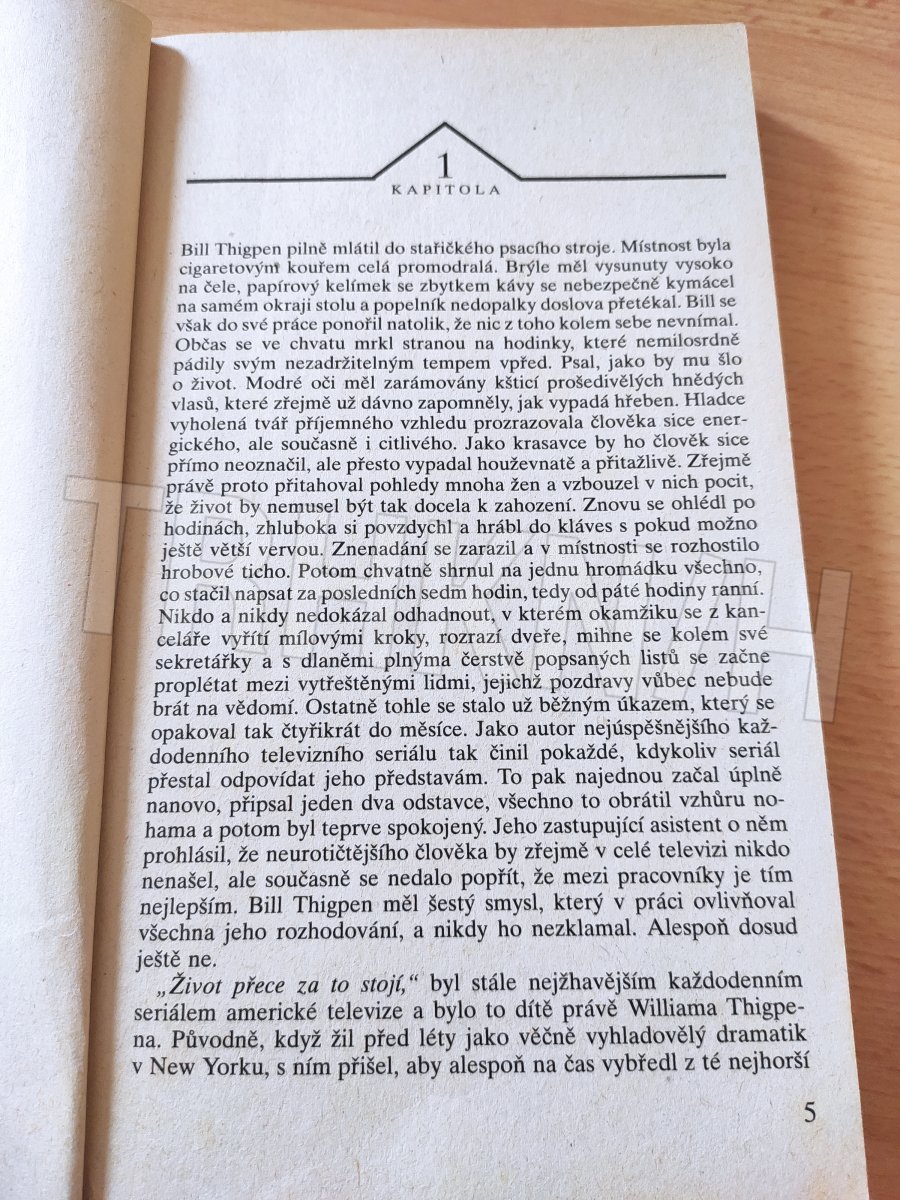 1
KAPITOLA
Bill Thigpen pilně mlátil do stařičkého psacího stroje. Místnost byla
cigaretovým kouřem celá promodralá. Brýle měl vysunuty vysoko
na čele, papírový kelímek se zbytkem kávy se nebezpečně kymácel
na samém okraji stolu a popelník nedopalky doslova přetékal. Bill se
však do své práce ponořil natolik, že nic z toho kolem sebe nevnímal.
Občas se ve chvatu mrkl stranou na hodinky, které nemilosrdně
pádily svým nezadržitelným tempem vpřed. Psal, jako by mu šlo
o život. Modré oči měl zarámovány kšticí prošedivělých hnědých
vlasů, které zřejmě už dávno zapomněly, jak vypadá hřeben. Hladce
vyholená tvář příjemného vzhledu prozrazovala člověka sice ener-
gického, ale současně i citlivého. Jako krasavce by ho člověk sice
přímo neoznačil, ale přesto vypadal houževnatě a přitažlivě. Zřejmě
právě proto přitahoval pohledy mnoha žen a vzbouzel v nich pocit,
že život by nemusel být tak docela k zahození. Znovu se ohlédl po
hodinách, zhluboka si povzdychl a hrábl do kláves s pokud možno
ještě větší vervou. Znenadání se zarazil a v místnosti se rozhostilo
hrobové ticho. Potom chvatně shrnul na jednu hromádku všechno,
co stačil napsat za posledních sedm hodin, tedy od páté hodiny ranní.
Nikdo a nikdy nedokázal odhadnout, v kterém okamžiku se z kan-
celáře vyřítí mílovými kroky, rozrazí dveře, mihne se kolem své
sekretářky a s dlaněmi plnýma čerstvě popsaných listů se začne
proplétat mezi vytřeštěnými lidmi, jejichž pozdravy vůbec nebude
brát na vědomí. Ostatně tohle se stalo už běžným úkazem, který se
opakoval tak čtyřikrát do měsíce. Jako autor nejúspěšnějšího kaž-
dodenního televizního seriálu tak činil pokaždé, kdykoliv seriál
přestal odpovídat jeho představám. To pak najednou začal úplně
nanovo, připsal jeden dva odstavce, všechno to obrátil vzhůru no-
hama a potom byl teprve spokojený. Jeho zastupující asistent o něm
prohlásil, že neurotičtějšího člověka by zřejmě v celé televizi nikdo
nenašel, ale současně se nedalo popřít, že mezi pracovníky je tím
nejlepším. Bill Thigpen měl šestý smysl, který v práci ovlivňoval
všechna jeho rozhodování, a nikdy ho nezklamal. Alespoň dosud
ještě ne.
„Život přece za to stojí,“ byl stále nejžhavějším každodenním
seriálem americké televize a bylo to dítě právě Williama Thigpe-
na. Původně, když žil před léty jako věčně vyhladovělý dramatik
v New Yorku, s ním přišel, aby alespoň na čas vybředl z té nejhorší
5
TRHKNIH